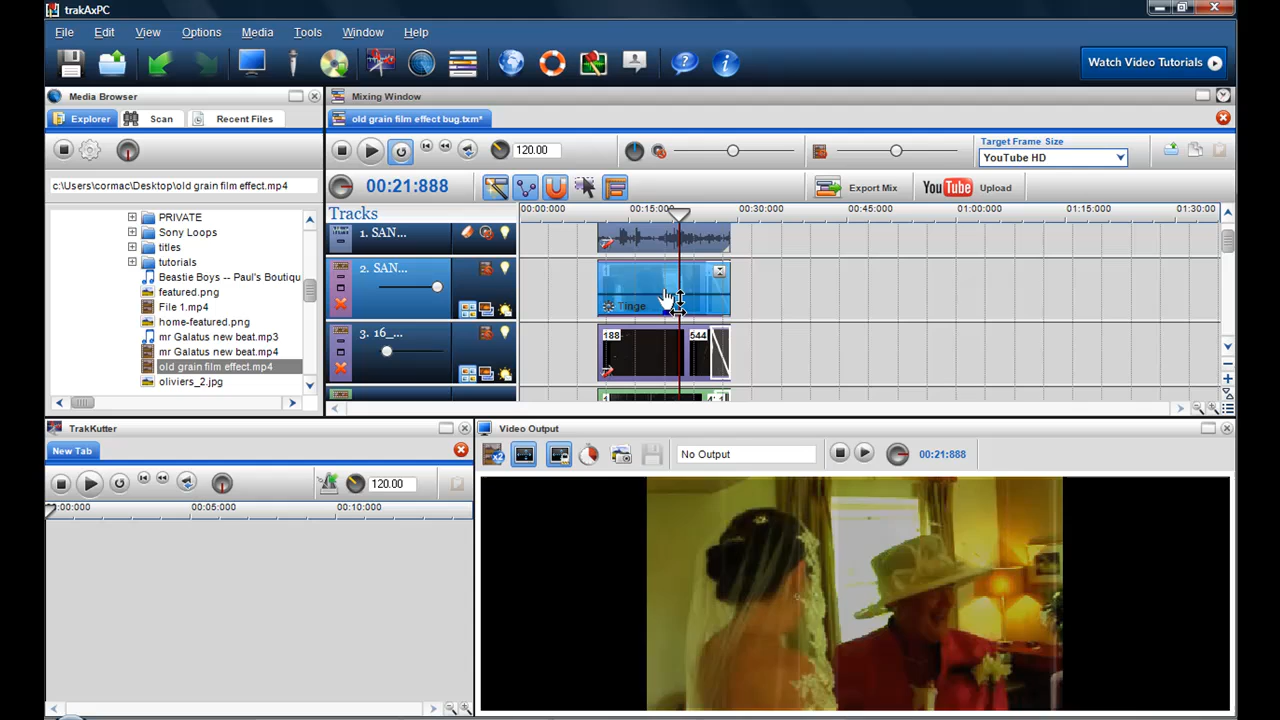 trakAxPC
File Edit View Options Media Tools Window Help
Watch Video Tutorials
Media Browser
Explorer Scan Recent Files
c:\Users\cormac\Desktop\old grain film effect.mp4
PRIVATE
Sony Loops
titles
tutorials
Beastie Boys -- Paul's Boutiqu
featured.png
File 1.mp4
home-featured.png
mr Galatus new beat.mp3
mr Galatus new beat.mp4
old grain film effect.mp4
oliviers_2.jpg
Mixing Window
old grain film effect bug.txm*
120.00
Target Frame Size
YouTube HD
00:21:888
Export Mix
YouTube Upload
Tracks
00:00:000 00:15:000 00:30:000 00:45:000 01:00:000 01:15:000 01:30:00
1. SAN...
2. SAN...
Tinge
3. 16_...
188 544
TrakKutter
New Tab
120.00
00:000 00:05:000 00:10:000
Video Output
x2
No Output
00:21:888